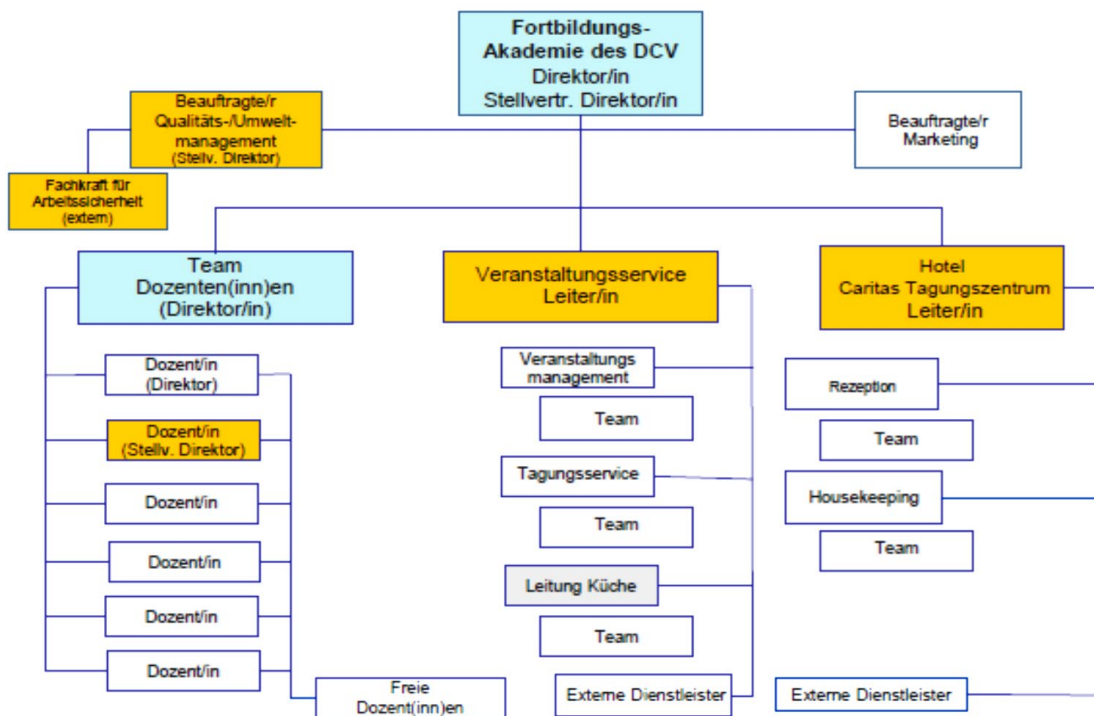 Fortbildungs-
Akademie des DCV
Direktor/in
Stellvertr. Direktor/in
Beauftragte/r
Qualitäts-/Umwelt-
management
(Stellv. Direktor)
Beauftragte/r
Marketing
Fachkraft für
Arbeitssicherheit
(extern)
Team
Dozenten(inn)en
(Direktor/in)
Veranstaltungsservice
Leiter/in
Hotel
Caritas Tagungszentrum
Leiter/in
Dozent/in
(Direktor)
Dozent/in
(Stellv. Direktor)
Dozent/in
Dozent/in
Dozent/in
Dozent/in
Freie
Dozent(inn)en
Veranstaltungs
management
Team
Tagungsservice
Team
Leitung Küche
Team
Externe Dienstleister
Rezeption
Team
Housekeeping
Team
Externe Dienstleister